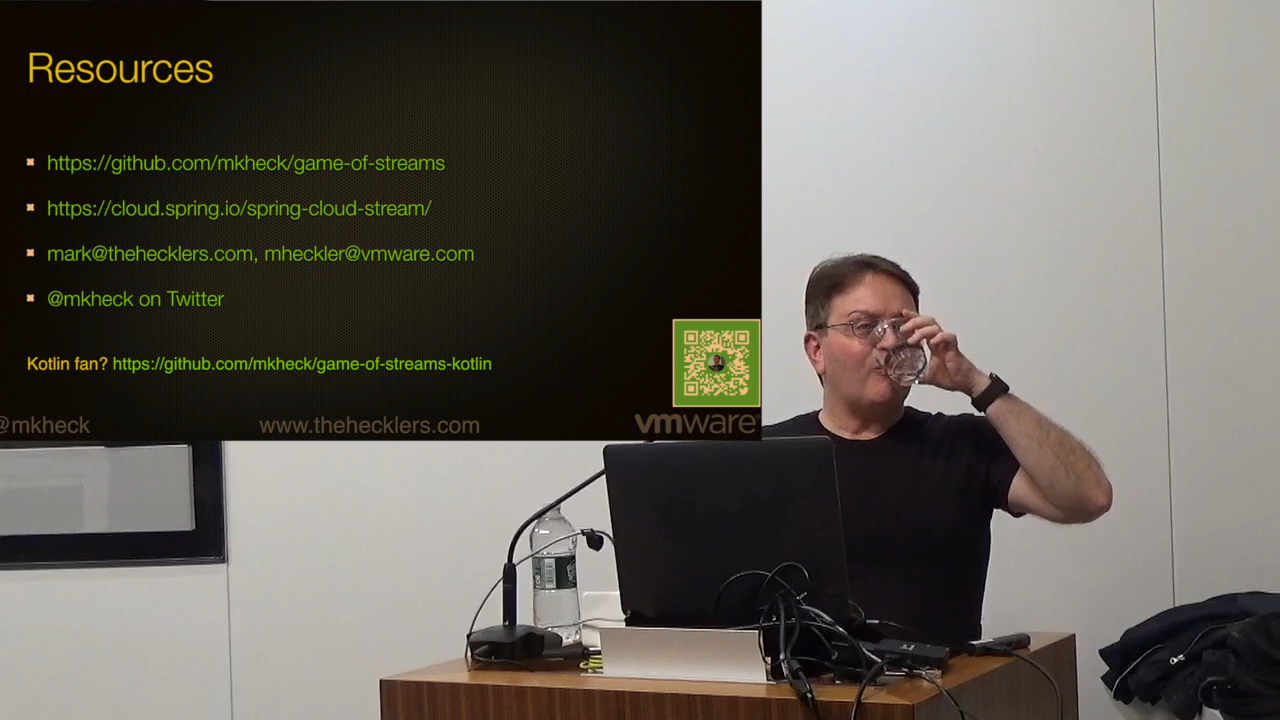 Resources
https://github.com/mkheck/game-of-streams
https://cloud.spring.io/spring-cloud-stream/
mark@thehecklers.com, mheckler@vmware.com
@mkheck on Twitter
Kotlin fan? https://github.com/mkheck/game-of-streams-kotlin
@mkheck
www.thehecklers.com
vmware